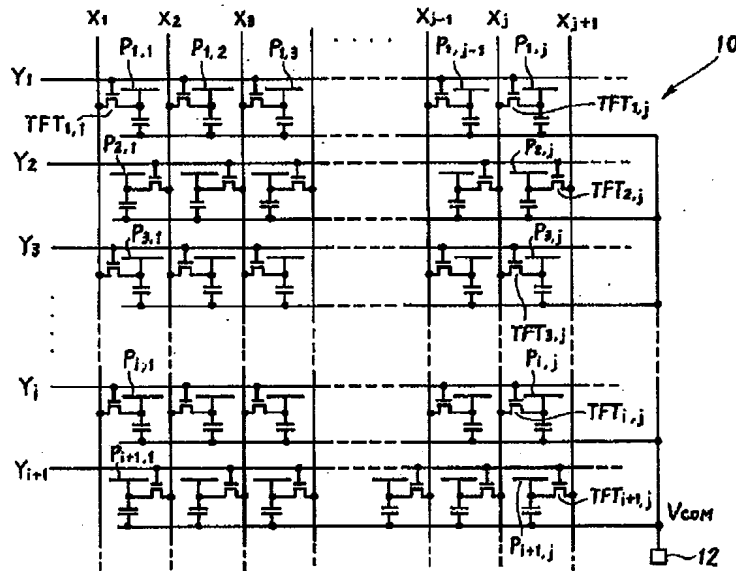 X1 X2 X3 ..... Xj-1 Xj Xj+1
10
P1,1 P1,2 P1,3 P1,j-1 P1,j
Y1
TFT1,1 TFT1,j
Y2
P2,1 P2,j
TFT2,j
Y3
P3,1 P3,j
TFT3,j
Pi,1 Pi,j
Yi
TFTi,j
Yi+1
Pi+1,1
TFTi+1,j
VCOM
Pi+1,j
12